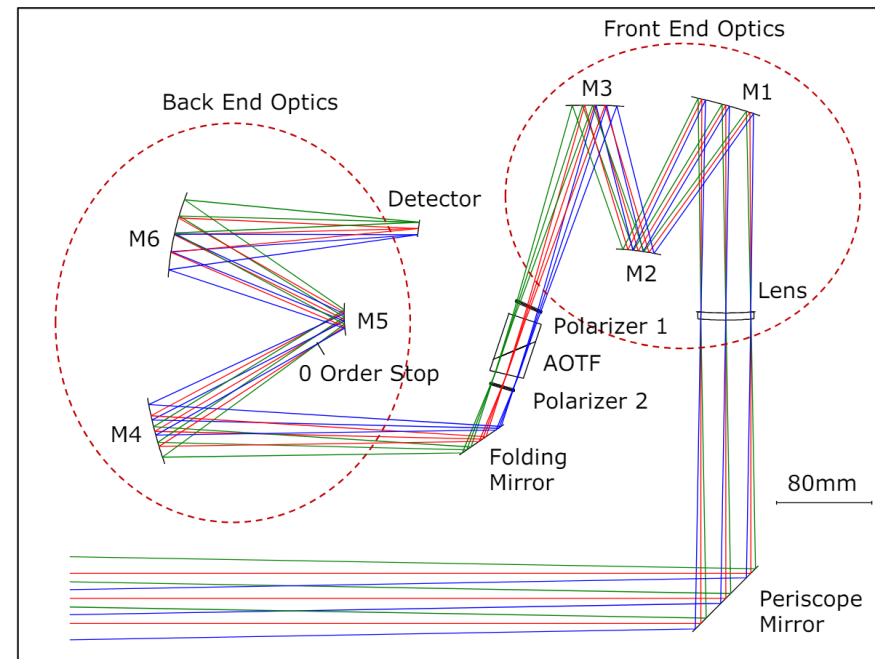 Front End Optics
M3
M1
Back End Optics
Detector
M6
M2
Lens
M5
Polarizer 1
0 Order Stop
AOTF
Polarizer 2
M4
Folding
Mirror
80mm
Periscope
Mirror